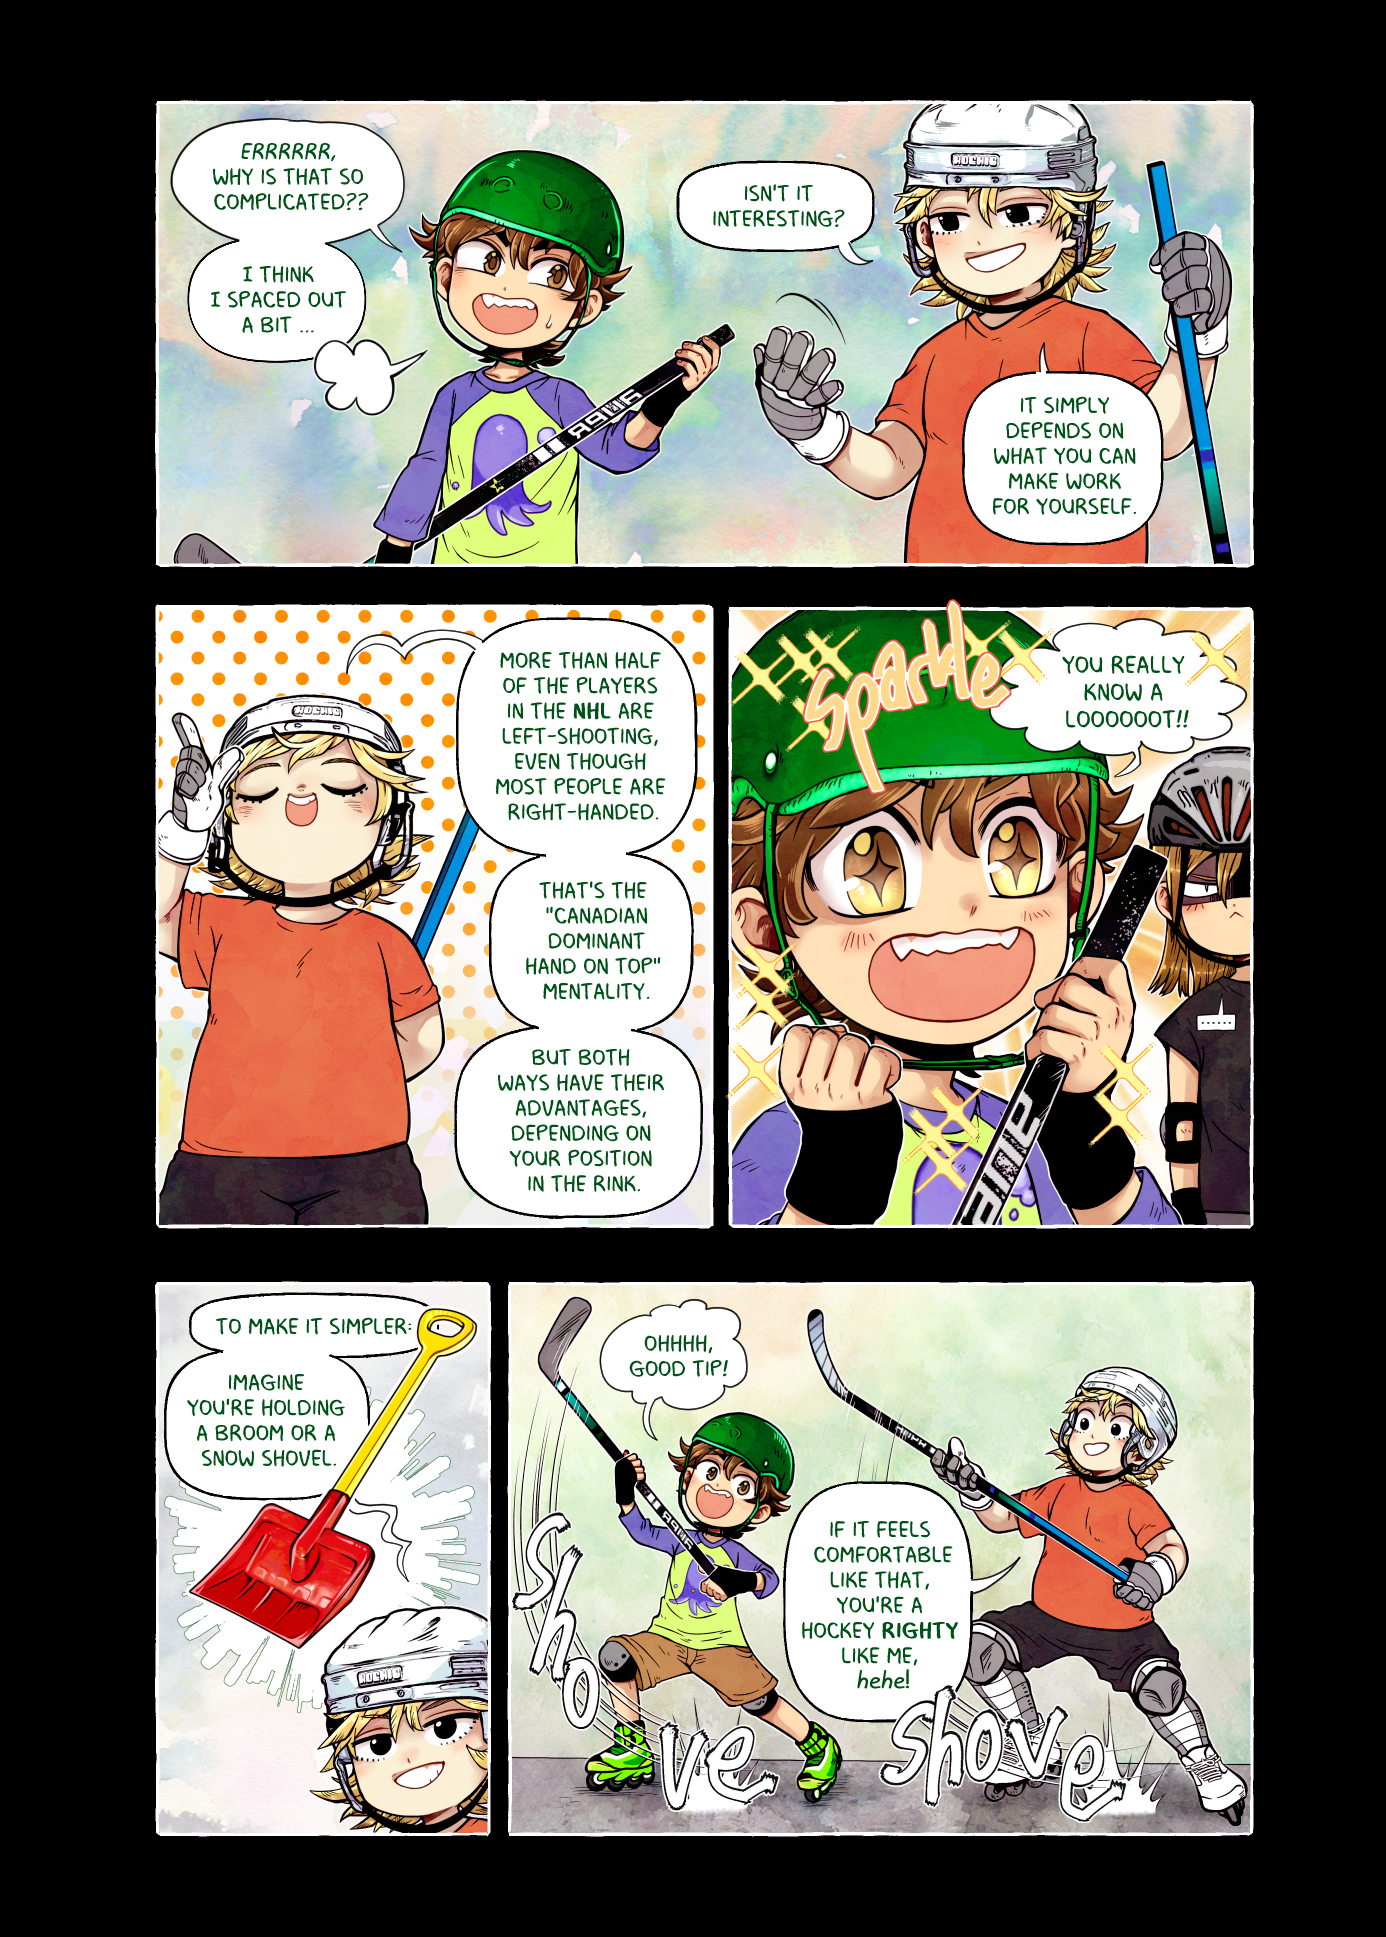 ERRRRRR,
WHY IS THAT SO
COMPLICATED??
I THINK
I SPACED OUT
A BIT ...
ISN'T IT
INTERESTING?
IT SIMPLY
DEPENDS ON
WHAT YOU CAN
MAKE WORK
FOR YOURSELF.
MORE THAN HALF
OF THE PLAYERS
IN THE NHL ARE
LEFT-SHOOTING,
EVEN THOUGH
MOST PEOPLE ARE
RIGHT-HANDED.
THAT'S THE
"CANADIAN
DOMINANT
HAND ON TOP"
MENTALITY.
BUT BOTH
WAYS HAVE THEIR
ADVANTAGES,
DEPENDING ON
YOUR POSITION
IN THE RINK.
sparkle
YOU REALLY
KNOW A
LOOOOOOT!!
......
TO MAKE IT SIMPLER:
IMAGINE
YOU'RE HOLDING
A BROOM OR A
SNOW SHOVEL.
OHHHH,
GOOD TIP!
IF IT FEELS
COMFORTABLE
LIKE THAT,
YOU'RE A
HOCKEY RIGHTY
LIKE ME,
hehe!
shove
shove